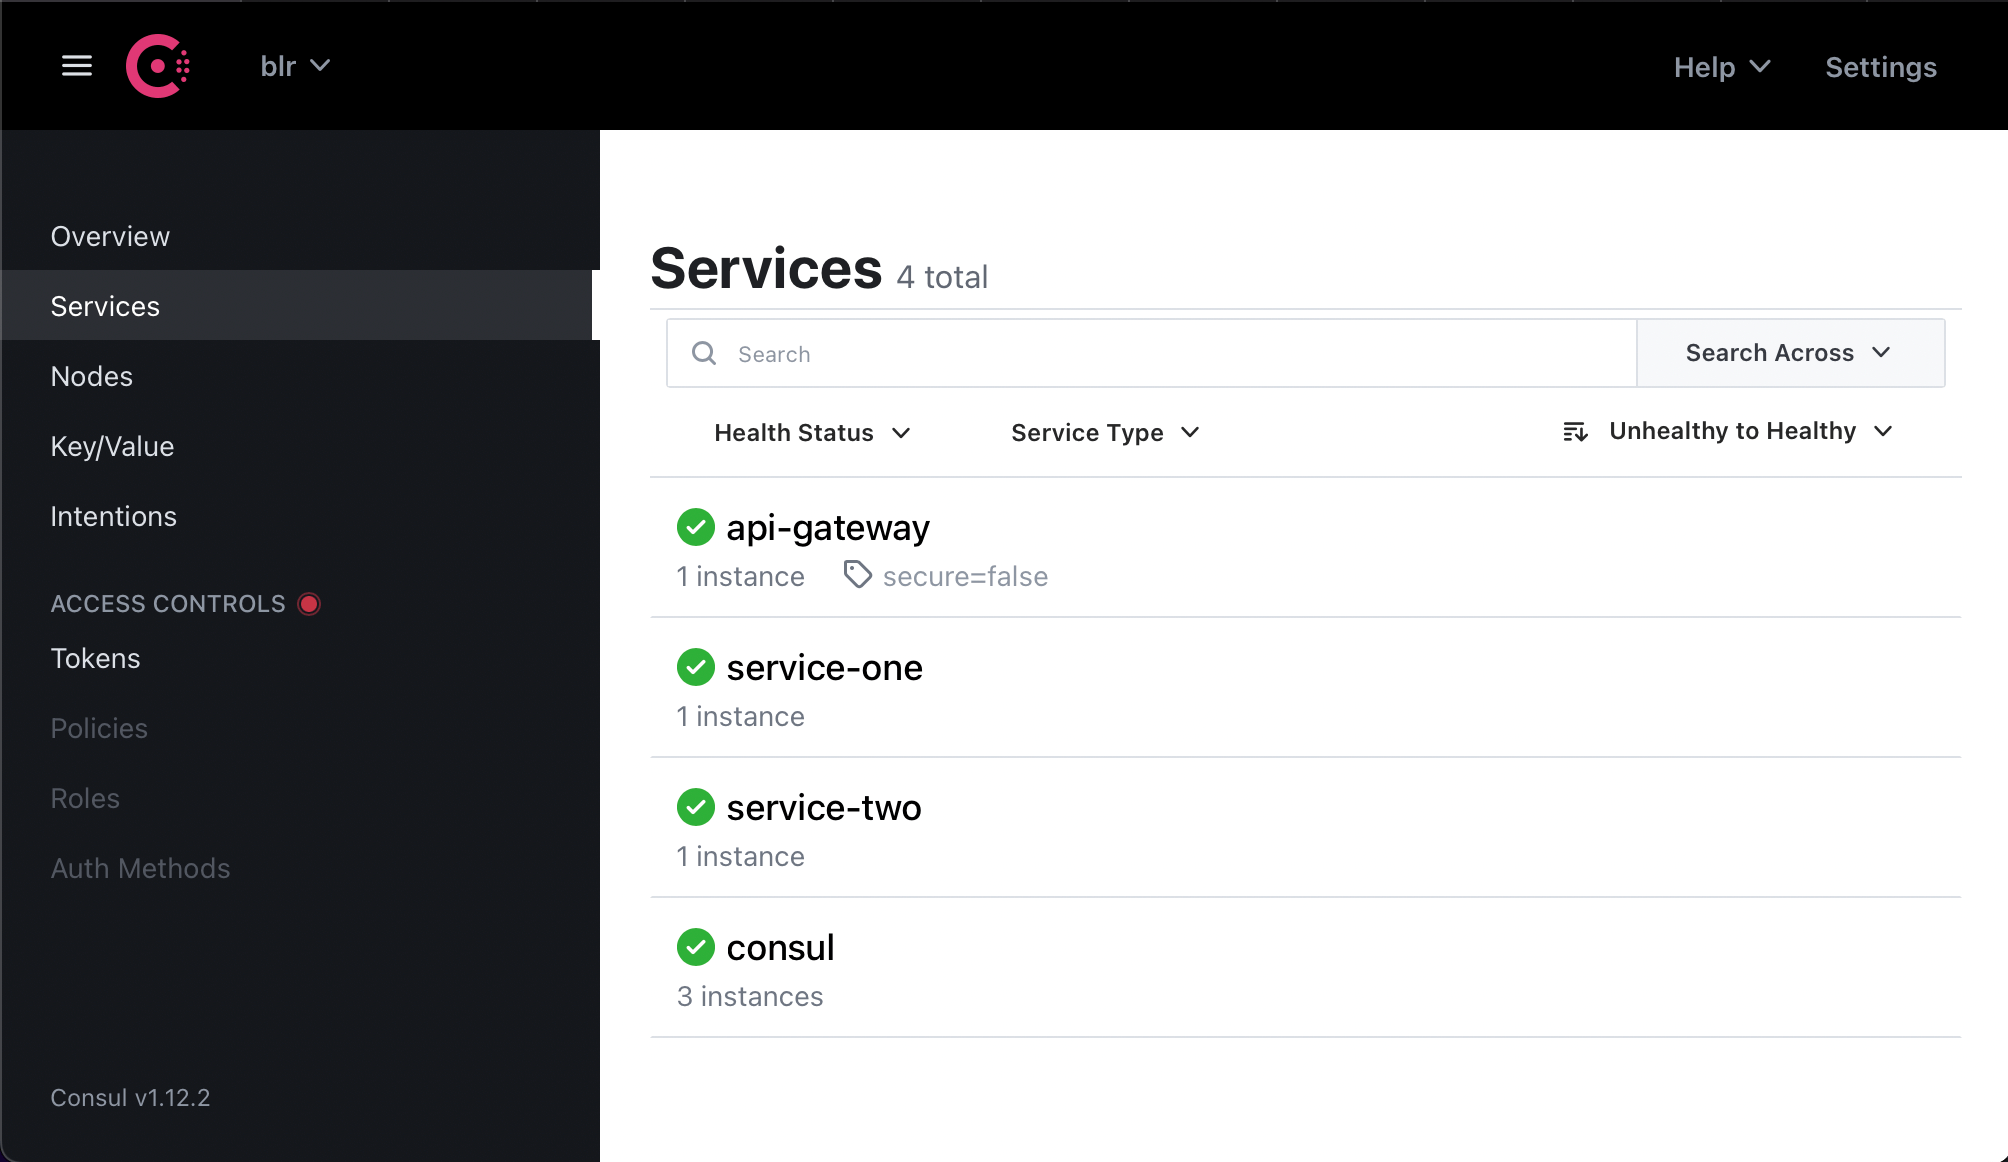 blr
Help
Settings
Overview
Services
Nodes
Key/Value
Intentions
ACCESS CONTROLS
Tokens
Policies
Roles
Auth Methods
Consul v1.12.2
Services 4 total
Search
Search Across
Health Status
Service Type
Unhealthy to Healthy
api-gateway
1 instance secure=false
service-one
1 instance
service-two
1 instance
consul
3 instances